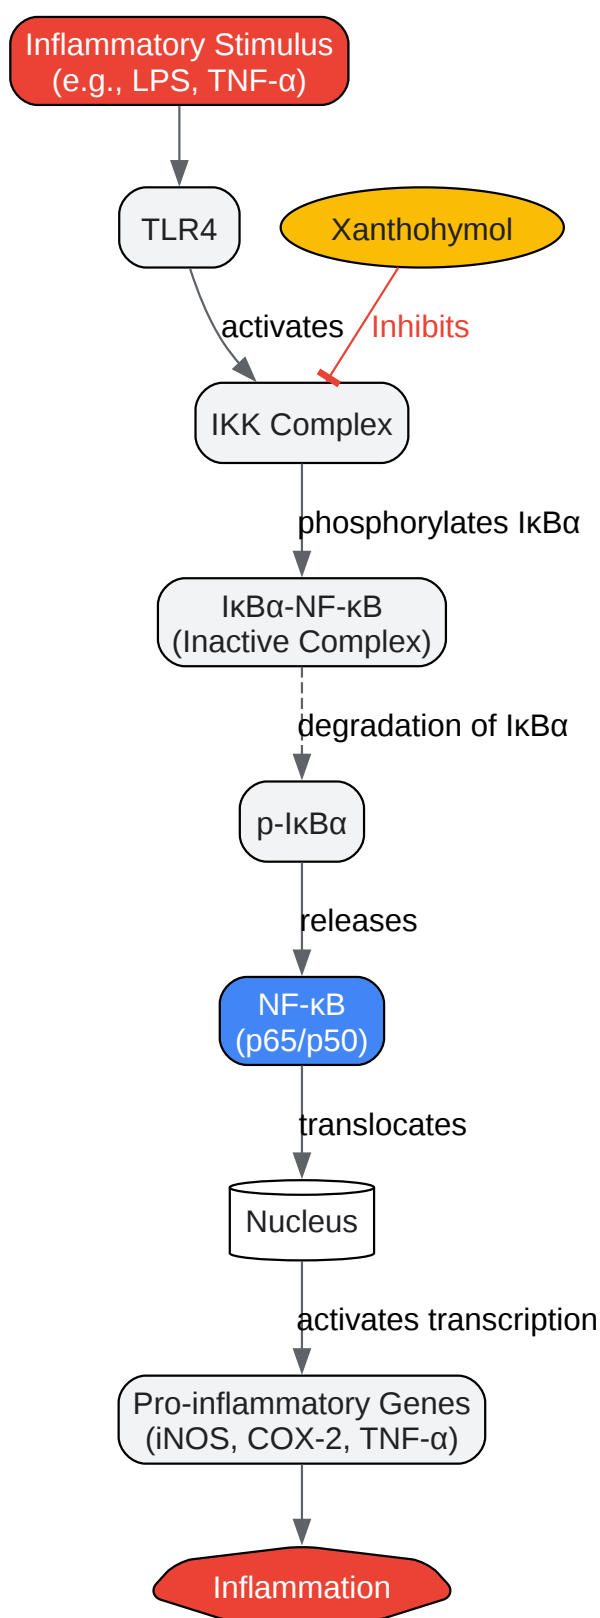 Inflammatory Stimulus
(e.g., LPS, TNF-α)
TLR4
Xanthohymol
activates
Inhibits
IKK Complex
phosphorylates IκBα
IκBα-NF-κB
(Inactive Complex)
degradation of IκBα
p-IκBα
releases
NF-κB
(p65/p50)
translocates
Nucleus
activates transcription
Pro-inflammatory Genes
(iNOS, COX-2, TNF-α)
Inflammation